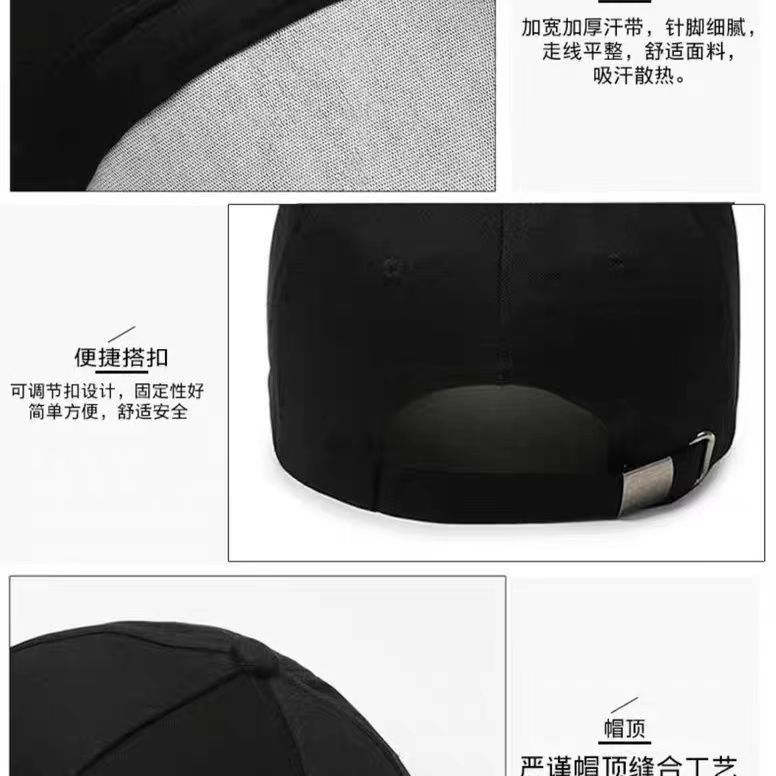 加宽加厚汗带，针脚细腻，
走线平整，舒适面料，
吸汗散热。
便捷搭扣
可调节扣设计，固定性好
简单方便，舒适安全
帽顶
严谨帽顶缝合工艺